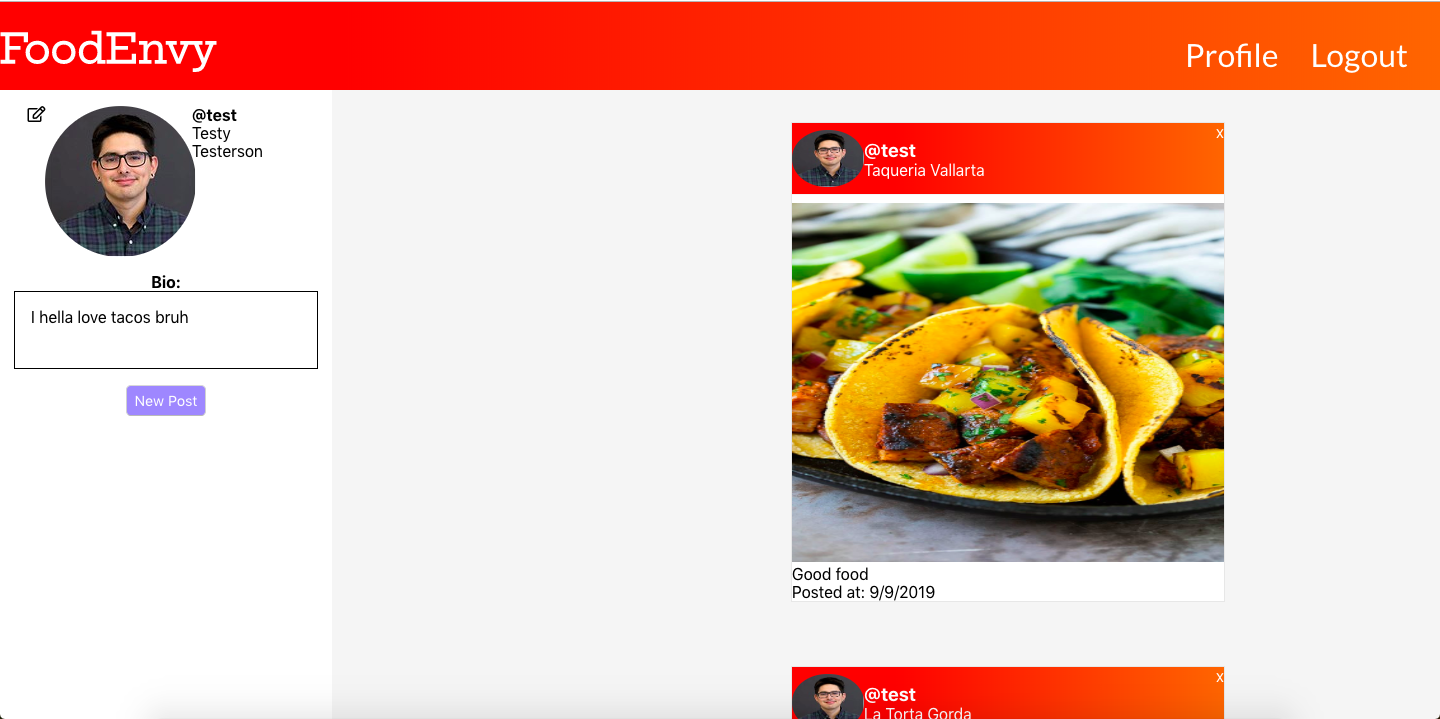 FoodEnvy
Profile Logout
@test
Testy
Testerson
Bio:
I hella love tacos bruh
New Post
x
@test
Taqueria Vallarta
Good food
Posted at: 9/9/2019
x
@test
La Torta Gorda